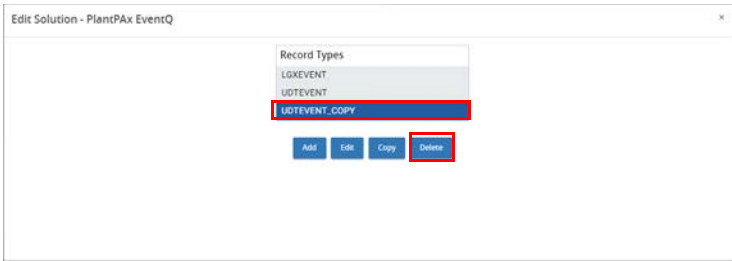 Edit Solution - PlantPAx EventQ
×
Record Types
LGXEVENT
UDTEVENT
UDTEVENT_COPY
Add Edit Copy Delete